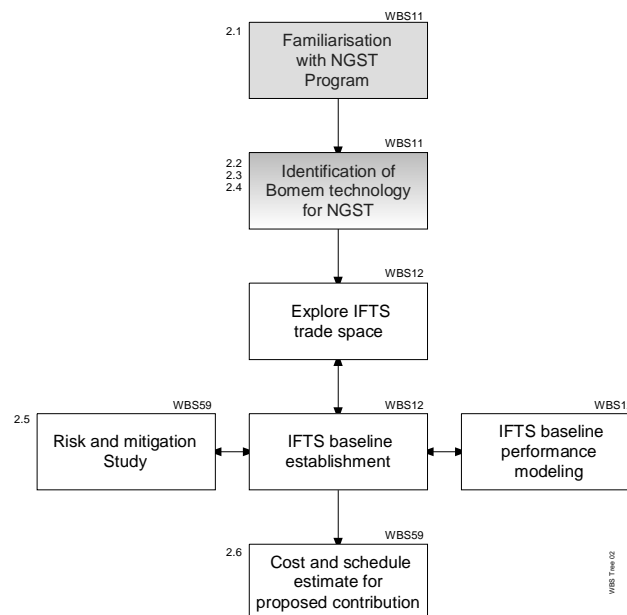 WBS11
2.1
Familiarisation
with NGST
Program
WBS11
2.2
2.3
2.4
Identification of
Bomem technology
for NGST
WBS12
Explore IFTS
trade space
WBS59
2.5
Risk and mitigation
Study
WBS12
IFTS baseline
establishment
WBS1
IFTS baseline
performance
modeling
WBS59
2.6
Cost and schedule
estimate for
proposed contribution
WBS Tree 02